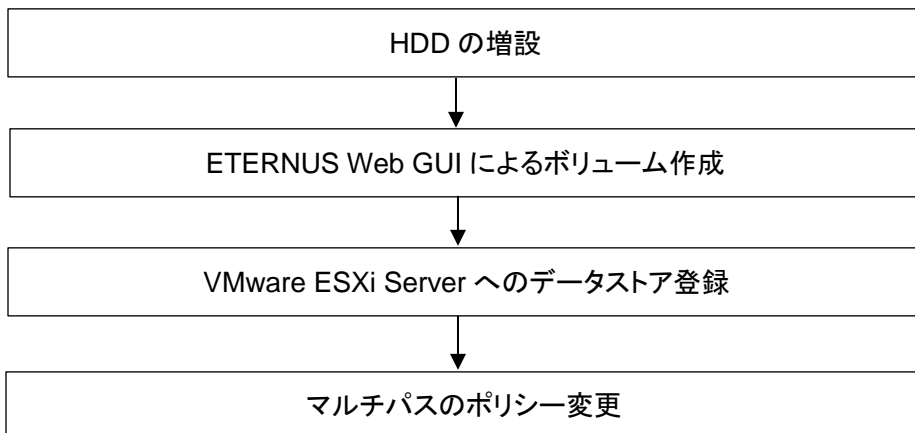 HDD の増設
ETERNUS Web GUI によるボリューム作成
VMware ESXi Server へのデータストア登録
マルチパスのポリシー変更